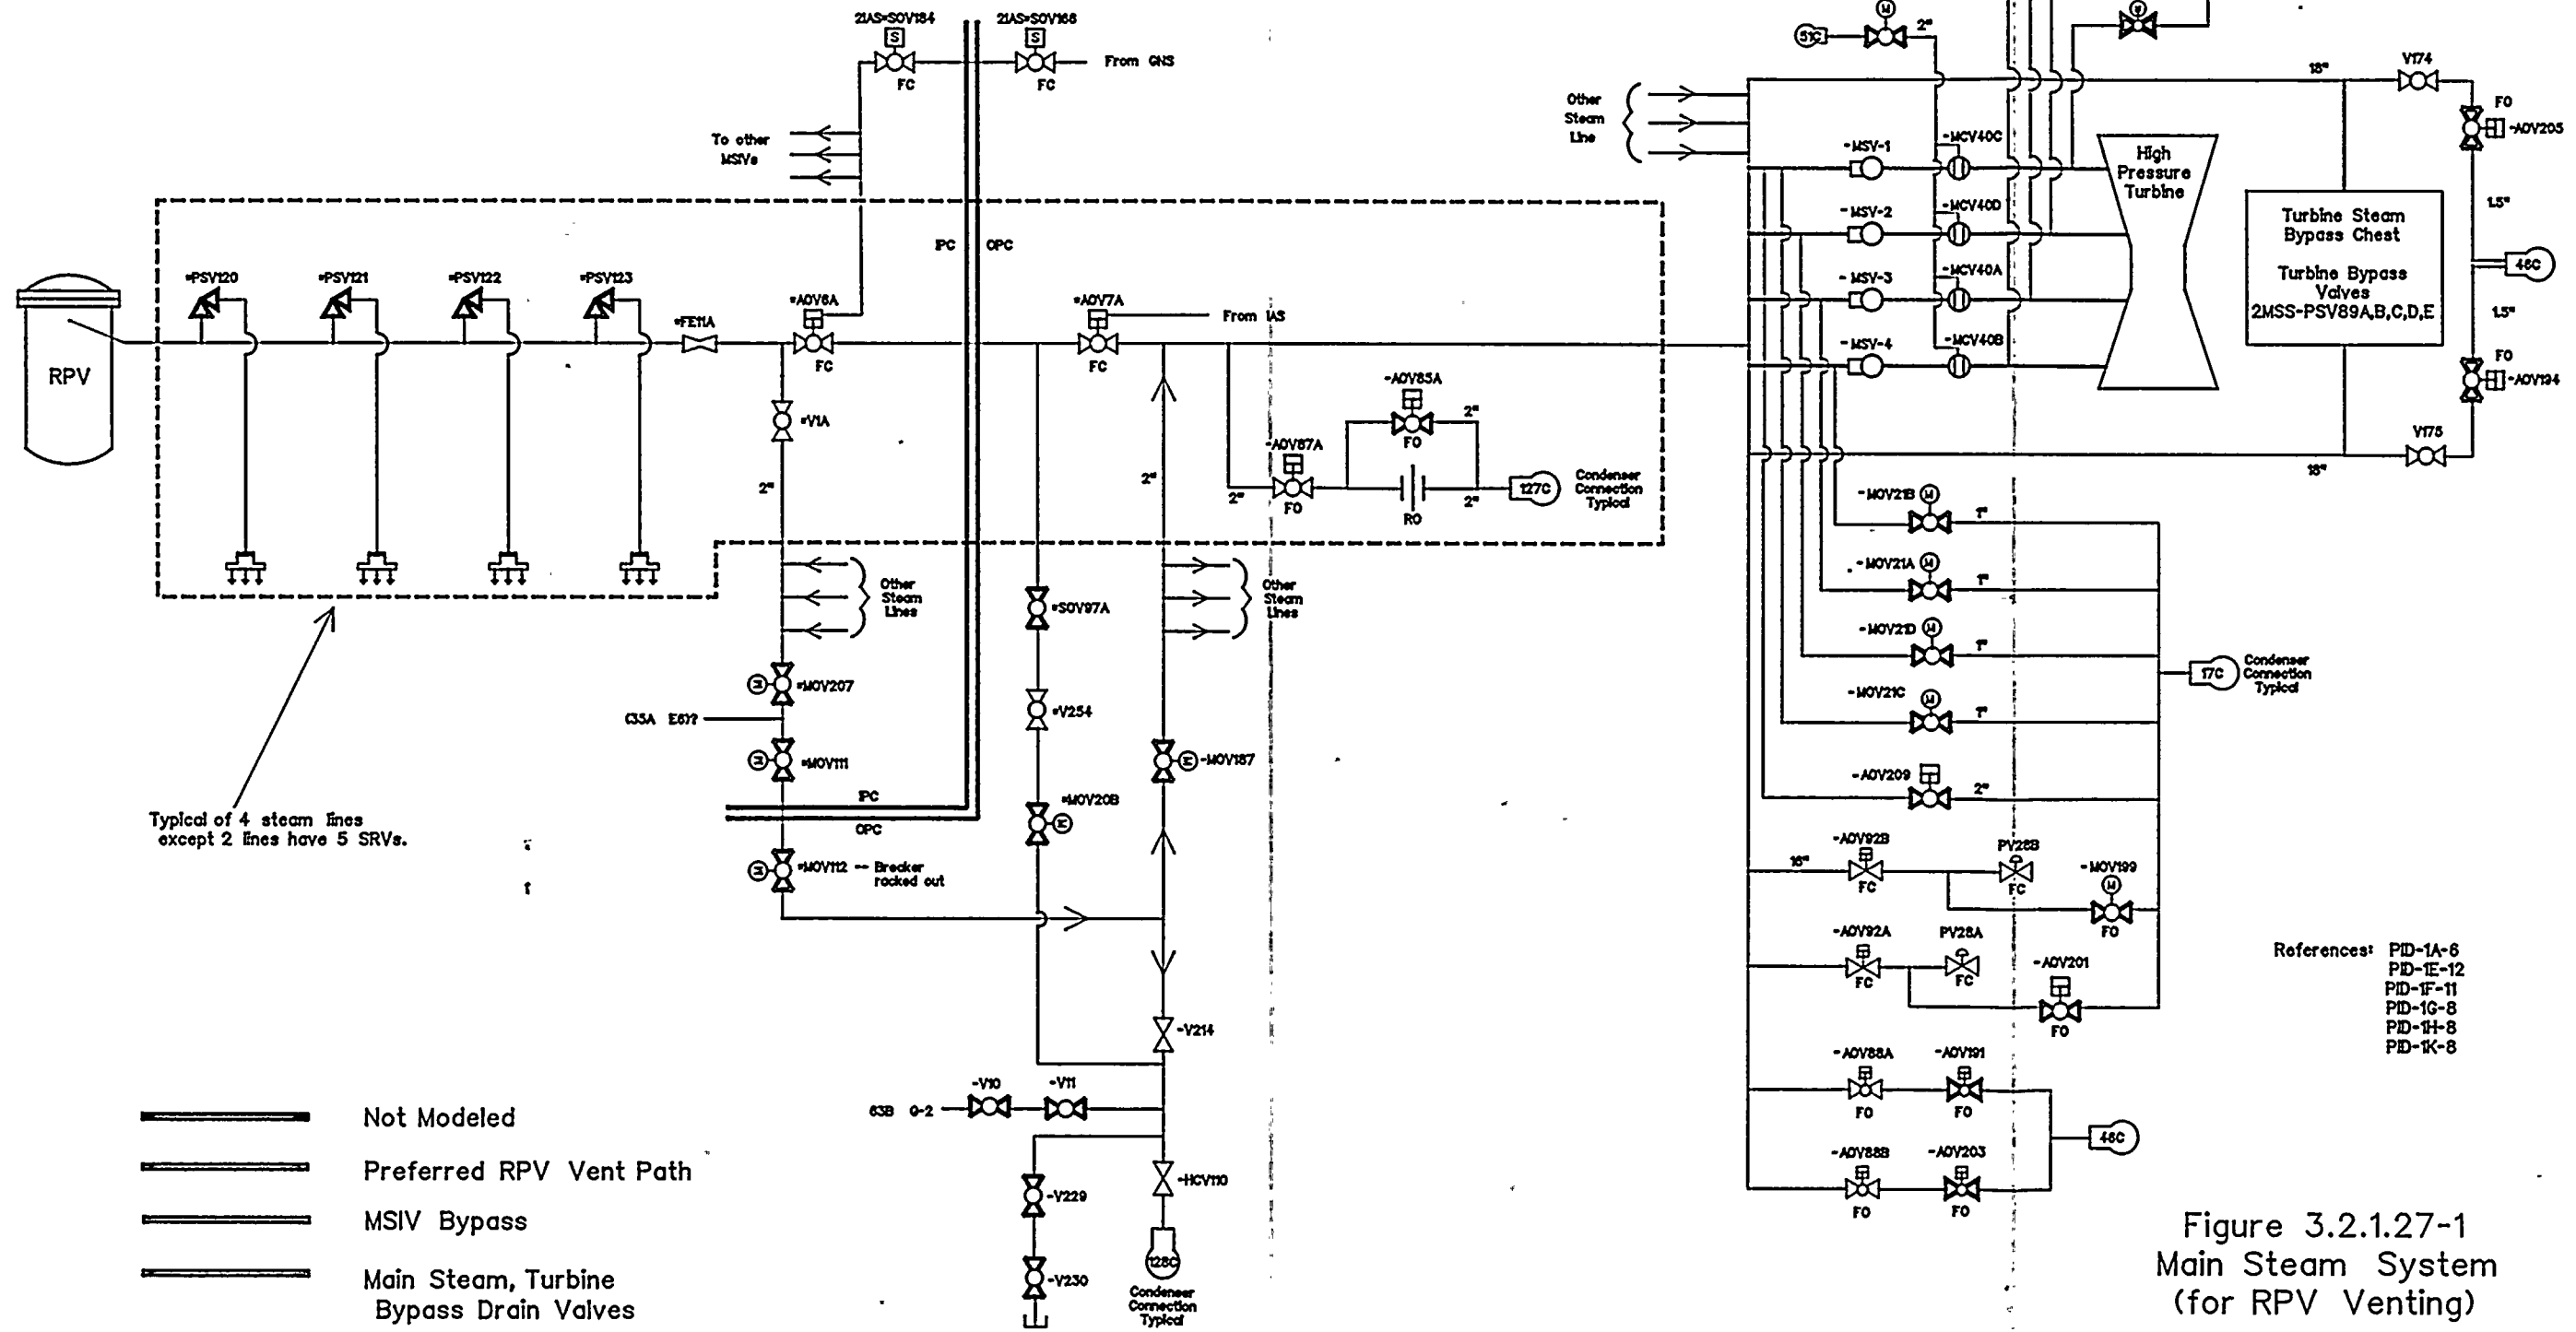 21AS*SOV184
21AS*SOV166
S
S
FC
FC
From GNS
To other
MSIVs
IPC
OPC
RPV
*PSV120
*PSV121
*PSV122
*PSV123
*FE11A
*AOV6A
FC
*AOV7A
FC
From IAS
*V1A
2"
2"
-AOV85A
FO
2"
-AOV87A
FO
2"
RO
2"
127C
Condenser
Connection
Typical
Other
Steam
Lines
Other
Steam
Lines
*MOV207
*MOV111
IPC
OPC
*MOV112 -- Breaker
racked out
*SOV97A
*V254
*MOV20B
-MOV187
-V214
63B G-2
-V10
-V11
-V229
-V230
-HCV110
128C
Condenser
Connection
Typical
Typical of 4 steam lines
except 2 lines have 5 SRVs.
Not Modeled
Preferred RPV Vent Path
MSIV Bypass
Main Steam, Turbine
Bypass Drain Valves
51C
M
2"
M
Other
Steam
Line
18"
V174
FO
-AOV205
1.5"
46C
1.5"
FO
-AOV194
V175
18"
-MSV-1
-MCV40C
-MSV-2
-MCV40D
-MSV-3
-MCV40A
-MSV-4
-MCV40B
High
Pressure
Turbine
Turbine Steam
Bypass Chest
Turbine Bypass
Valves
2MSS-PSV89A,B,C,D,E
-MOV21B
M
1"
-MOV21A
M
1"
-MOV21D
M
1"
-MOV21C
M
1"
-AOV209
2"
17C
Condenser
Connection
Typical
18"
-AOV92B
FC
PV28B
FC
-MOV199
M
FO
-AOV92A
FC
PV28A
FC
-AOV201
FO
-AOV88A
FO
-AOV191
FO
-AOV88B
FO
-AOV203
FO
46C
References: PID-1A-6
PID-1E-12
PID-1F-11
PID-1G-8
PID-1H-8
PID-1K-8
Figure 3.2.1.27-1
Main Steam System
(for RPV Venting)